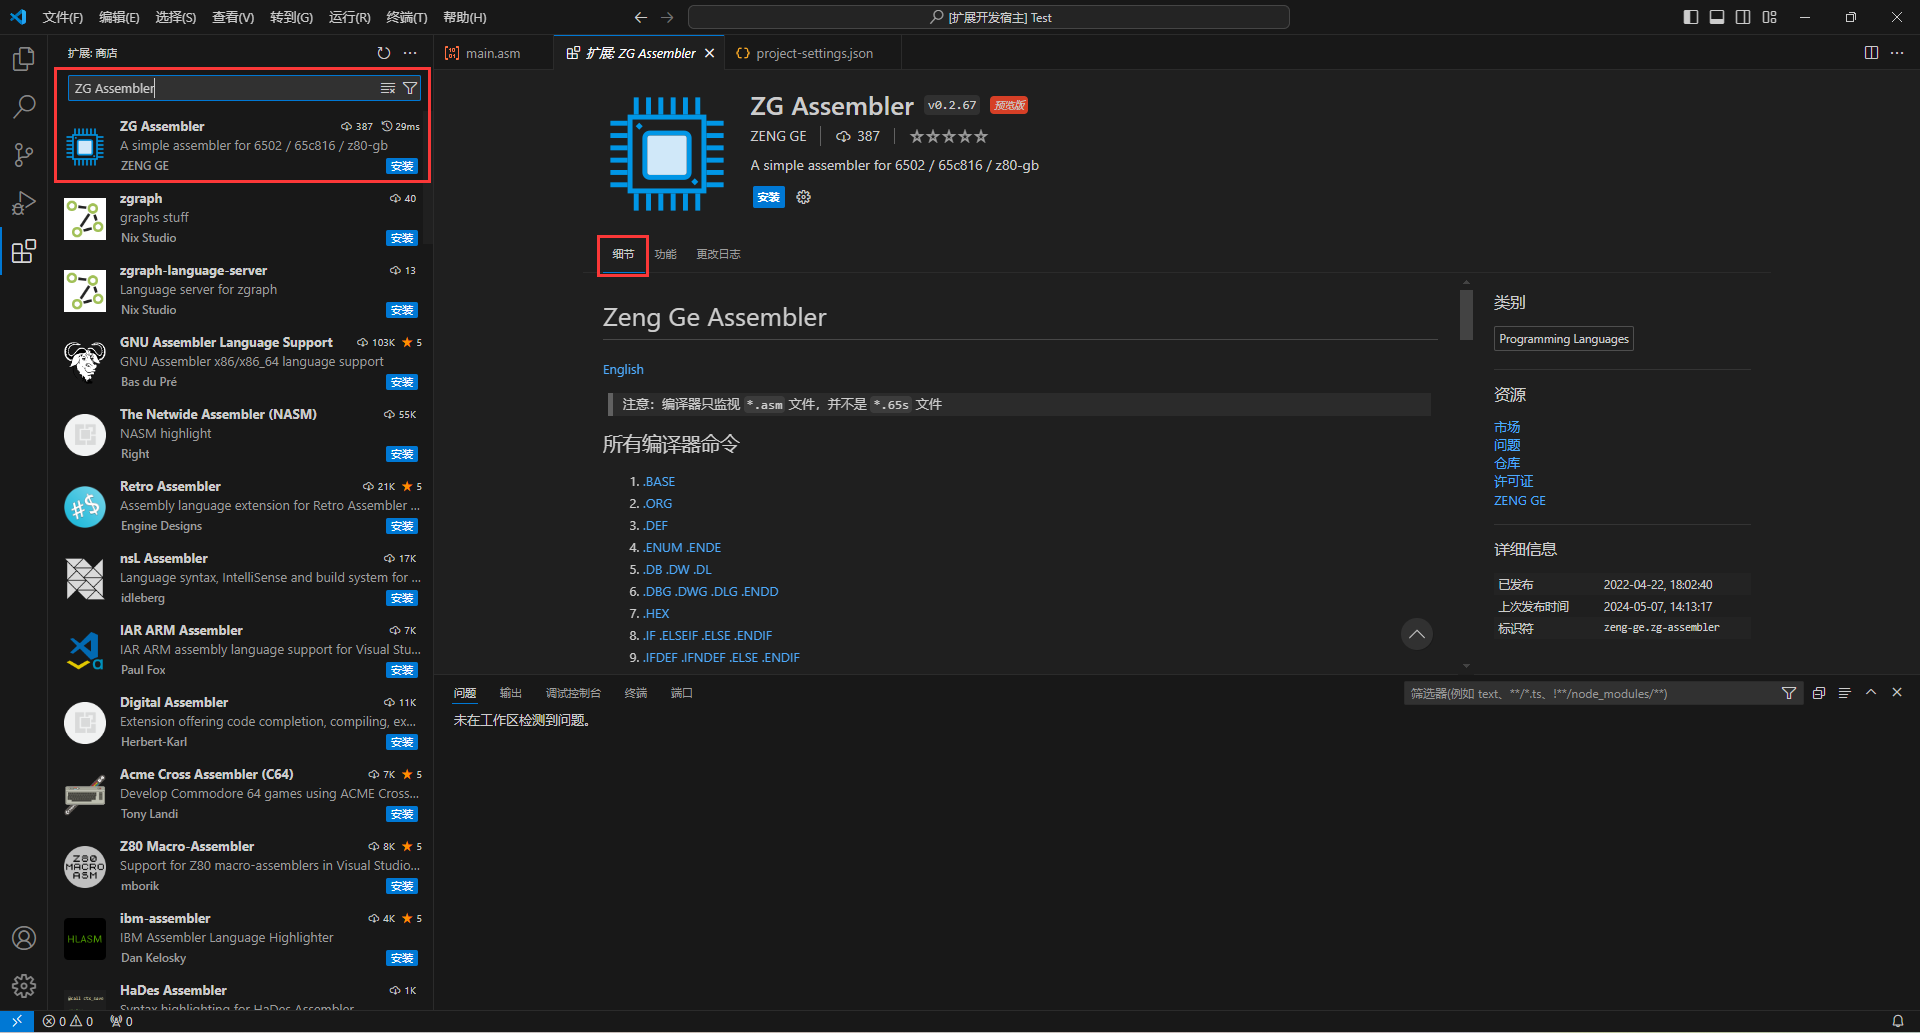 文件(F) 编辑(E) 选择(S) 查看(V) 转到(G) 运行(R) 终端(T) 帮助(H)
[扩展开发宿主] Test
扩展: 商店
ZG Assembler
ZG Assembler 387 29ms
A simple assembler for 6502 / 65c816 / z80-gb
ZENG GE 安装
zgraph 40
graphs stuff
Nix Studio 安装
zgraph-language-server 13
Language server for zgraph
Nix Studio 安装
GNU Assembler Language Support 103K ★ 5
GNU Assembler x86/x86_64 language support
Bas du Pré 安装
The Netwide Assembler (NASM) 55K
NASM highlight
Right 安装
#$
Retro Assembler 21K ★ 5
Assembly language extension for Retro Assembler ...
Engine Designs 安装
nsL Assembler 17K
Language syntax, IntelliSense and build system for ...
idleberg 安装
IAR ARM Assembler 7K
IAR ARM assembly language support for Visual Stu...
Paul Fox 安装
Digital Assembler 11K
Extension offering code completion, compiling, ex...
Herbert-Karl 安装
Acme Cross Assembler (C64) 7K ★ 5
Develop Commodore 64 games using ACME Cross...
Tony Landi 安装
Z80
MACRO
ASM
Z80 Macro-Assembler 8K ★ 5
Support for Z80 macro-assemblers in Visual Studio...
mborik 安装
HLASM
ibm-assembler 4K ★ 5
IBM Assembler Language Highlighter
Dan Kelosky 安装
HaDes Assembler 1K
Syntax highlighting for HaDes Assembler
main.asm
扩展: ZG Assembler
project-settings.json
ZG Assembler v0.2.67 预览版
ZENG GE 387
A simple assembler for 6502 / 65c816 / z80-gb
安装
细节 功能 更改日志
Zeng Ge Assembler
English
注意：编译器只监视 *.asm 文件，并不是 *.65s 文件
所有编译器命令
1. .BASE
2. .ORG
3. .DEF
4. .ENUM .ENDE
5. .DB .DW .DL
6. .DBG .DWG .DLG .ENDD
7. .HEX
8. .IF .ELSEIF .ELSE .ENDIF
9. .IFDEF .IFNDEF .ELSE .ENDIF
类别
Programming Languages
资源
市场
问题
仓库
许可证
ZENG GE
详细信息
已发布 2022-04-22, 18:02:40
上次发布时间 2024-05-07, 14:13:17
标识符 zeng-ge.zg-assembler
问题 输出 调试控制台 终端 端口
筛选器(例如 text、**/*.ts、!**/node_modules/**)
未在工作区检测到问题。
0 0 0